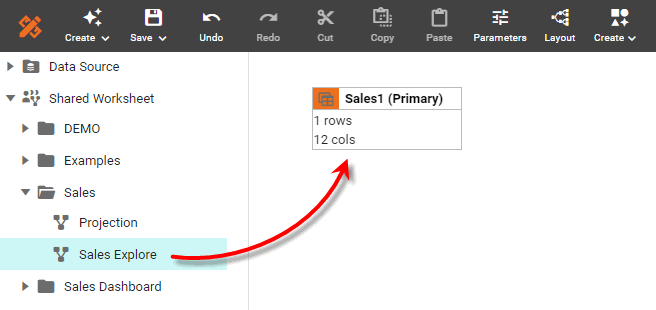 Create Save Undo Redo Cut Copy Paste Parameters Layout Create
Data Source
Shared Worksheet
DEMO
Examples
Sales
Projection
Sales Explore
Sales Dashboard
Sales1 (Primary)
1 rows
12 cols